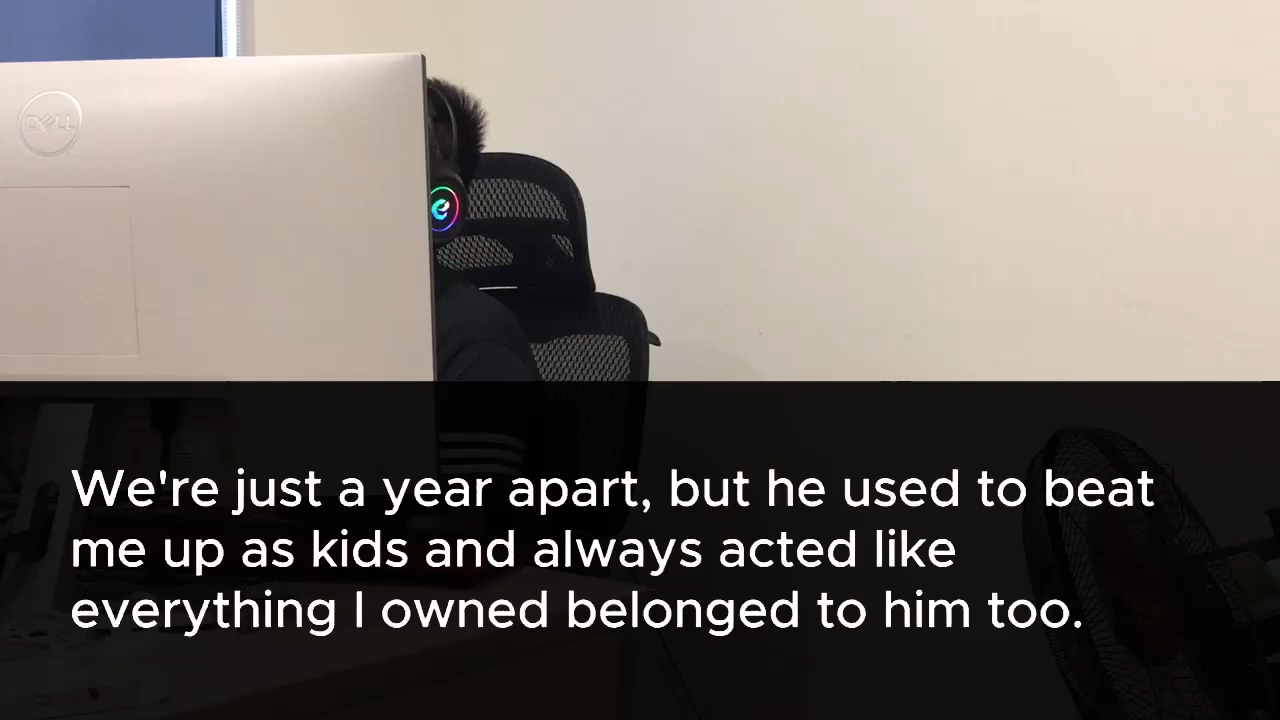 DELL
We're just a year apart, but he used to beat
me up as kids and always acted like
everything I owned belonged to him too.